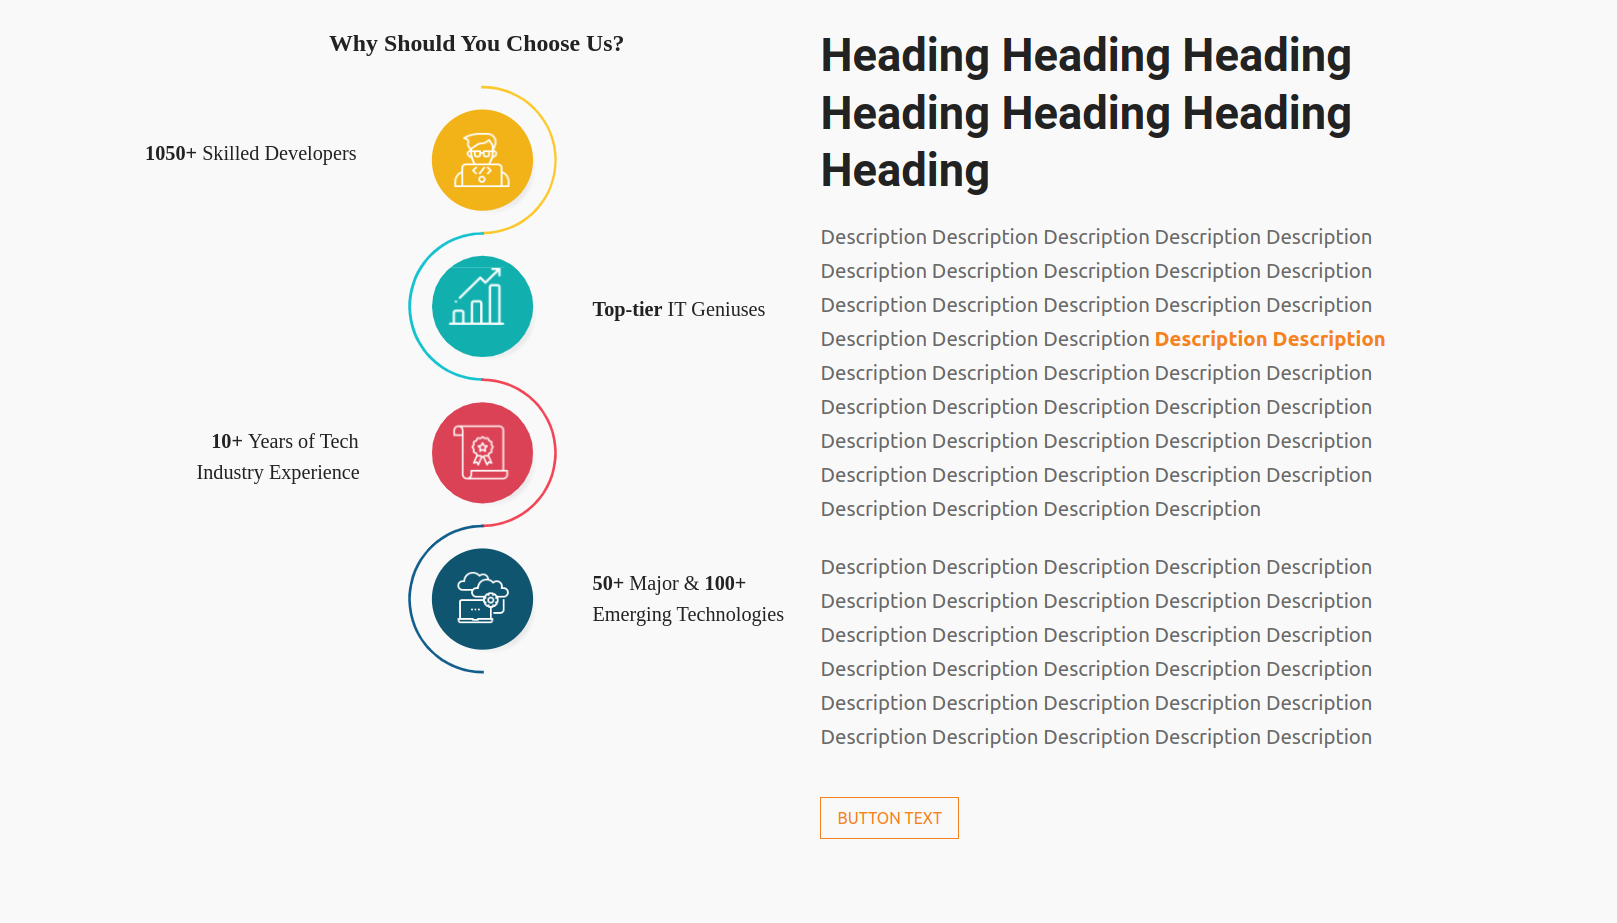 Why Should You Choose Us?
1050+ Skilled Developers
Top-tier IT Geniuses
10+ Years of Tech
Industry Experience
50+ Major & 100+
Emerging Technologies
Heading Heading Heading
Heading Heading Heading
Heading
Description Description Description Description Description
Description Description Description Description Description
Description Description Description Description Description
Description Description Description Description Description
Description Description Description Description Description
Description Description Description Description Description
Description Description Description Description Description
Description Description Description Description Description
Description Description Description Description
Description Description Description Description Description
Description Description Description Description Description
Description Description Description Description Description
Description Description Description Description Description
Description Description Description Description Description
Description Description Description Description Description
BUTTON TEXT